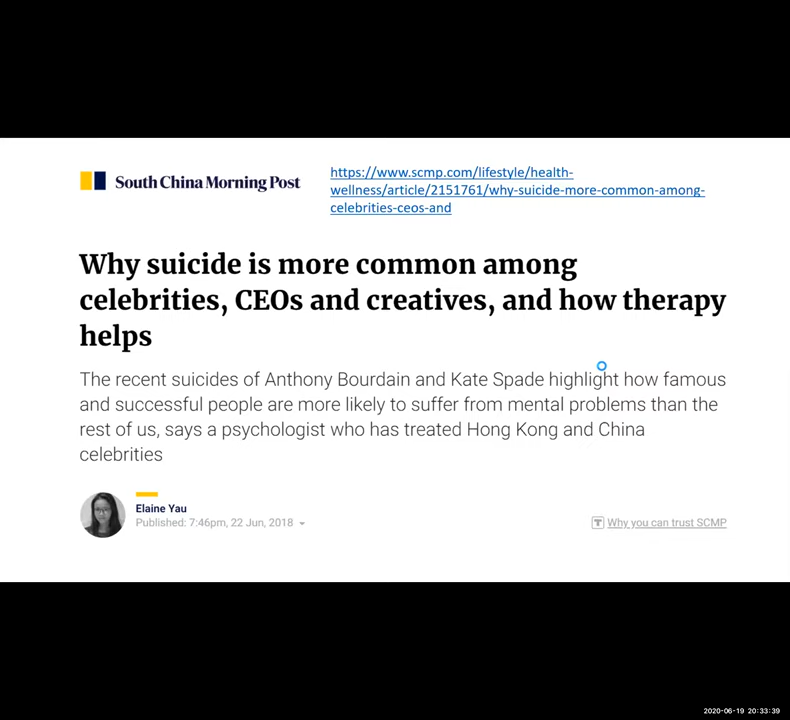 South China Morning Post
https://www.scmp.com/lifestyle/health-
wellness/article/2151761/why-suicide-more-common-among-
celebrities-ceos-and
Why suicide is more common among
celebrities, CEOs and creatives, and how therapy
helps
The recent suicides of Anthony Bourdain and Kate Spade highlight how famous
and successful people are more likely to suffer from mental problems than the
rest of us, says a psychologist who has treated Hong Kong and China
celebrities
Elaine Yau
Published: 7:46pm, 22 Jun, 2018
T Why you can trust SCMP
2020-06-19 20:33:39